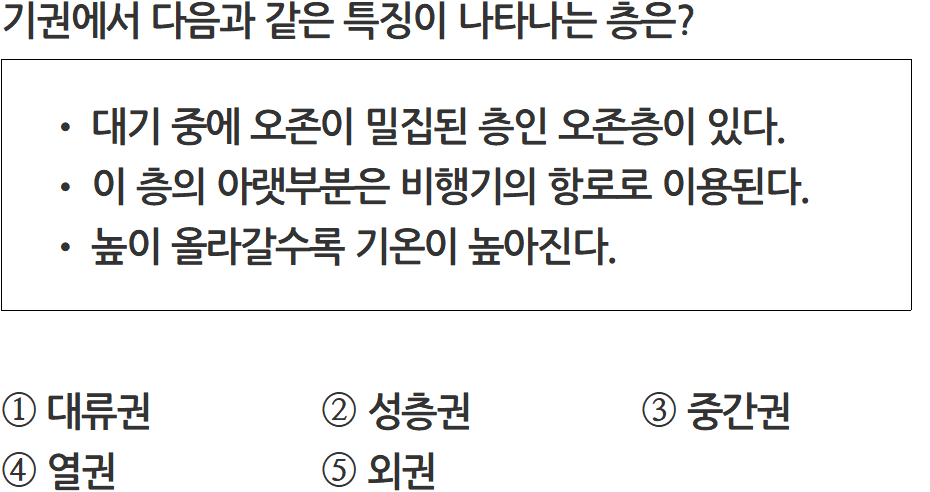 기권에서 다음과 같은 특징이 나타나는 층은?
• 대기 중에 오존이 밀집된 층인 오존층이 있다.
• 이 층의 아랫부분은 비행기의 항로로 이용된다.
• 높이 올라갈수록 기온이 높아진다.
① 대류권 ② 성층권 ③ 중간권
④ 열권 ⑤ 외권